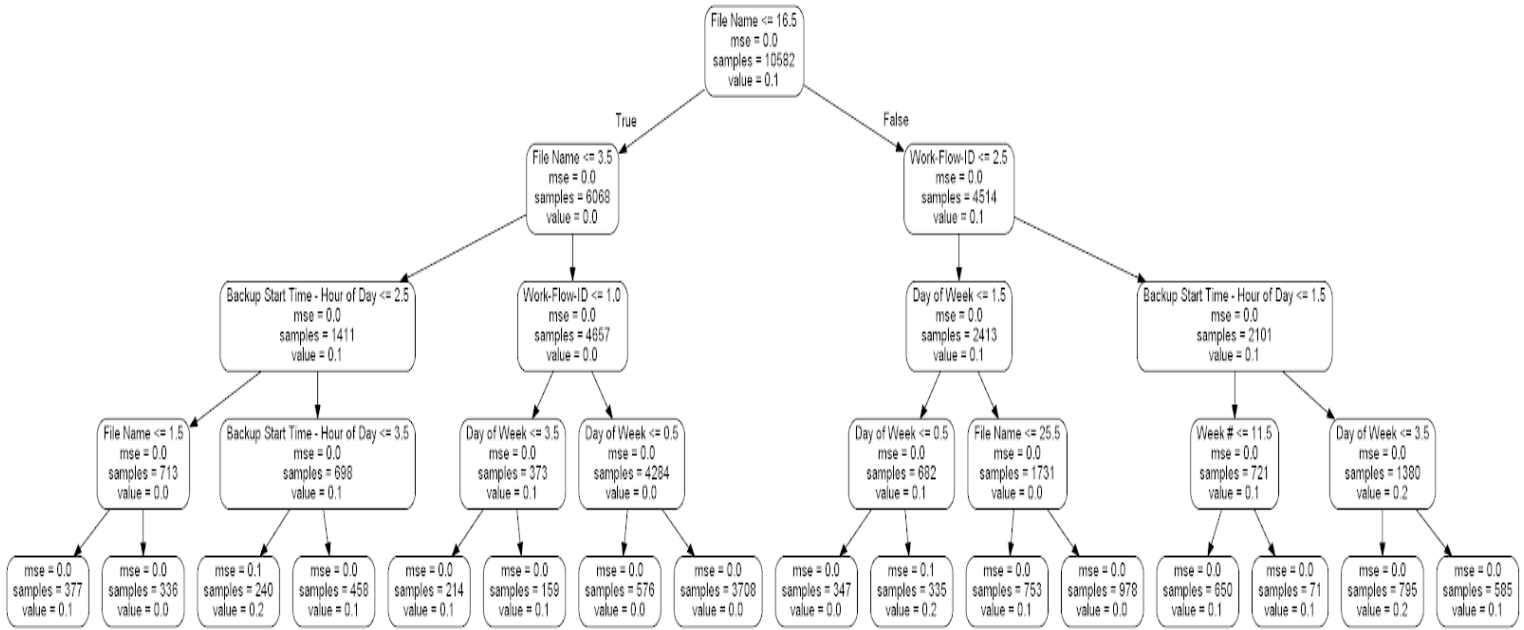 File Name <= 16.5
mse = 0.0
samples = 10582
value = 0.1
True
False
File Name <= 3.5
mse = 0.0
samples = 6068
value = 0.0
Work-Flow-ID <= 2.5
mse = 0.0
samples = 4514
value = 0.1
Backup Start Time - Hour of Day <= 2.5
mse = 0.0
samples = 1411
value = 0.1
Work-Flow-ID <= 1.0
mse = 0.0
samples = 4657
value = 0.0
Day of Week <= 1.5
mse = 0.0
samples = 2413
value = 0.1
Backup Start Time - Hour of Day <= 1.5
mse = 0.0
samples = 2101
value = 0.1
File Name <= 1.5
mse = 0.0
samples = 713
value = 0.0
Backup Start Time - Hour of Day <= 3.5
mse = 0.0
samples = 698
value = 0.1
Day of Week <= 3.5
mse = 0.0
samples = 373
value = 0.1
Day of Week <= 0.5
mse = 0.0
samples = 4284
value = 0.0
Day of Week <= 0.5
mse = 0.0
samples = 682
value = 0.1
File Name <= 25.5
mse = 0.0
samples = 1731
value = 0.0
Week # <= 11.5
mse = 0.0
samples = 721
value = 0.1
Day of Week <= 3.5
mse = 0.0
samples = 1380
value = 0.2
mse = 0.0
samples = 377
value = 0.1
mse = 0.0
samples = 336
value = 0.0
mse = 0.1
samples = 240
value = 0.2
mse = 0.0
samples = 458
value = 0.1
mse = 0.0
samples = 214
value = 0.1
mse = 0.0
samples = 159
value = 0.1
mse = 0.0
samples = 576
value = 0.0
mse = 0.0
samples = 3708
value = 0.0
mse = 0.0
samples = 347
value = 0.0
mse = 0.1
samples = 335
value = 0.2
mse = 0.0
samples = 753
value = 0.1
mse = 0.0
samples = 978
value = 0.0
mse = 0.0
samples = 650
value = 0.1
mse = 0.0
samples = 71
value = 0.1
mse = 0.0
samples = 795
value = 0.2
mse = 0.0
samples = 585
value = 0.1